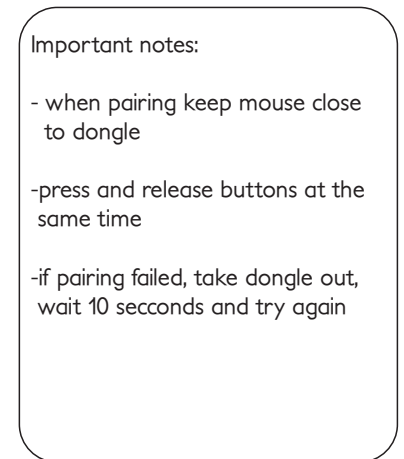 Important notes:
- when pairing keep mouse close
to dongle
-press and release buttons at the
same time
-if pairing failed, take dongle out,
wait 10 secconds and try again